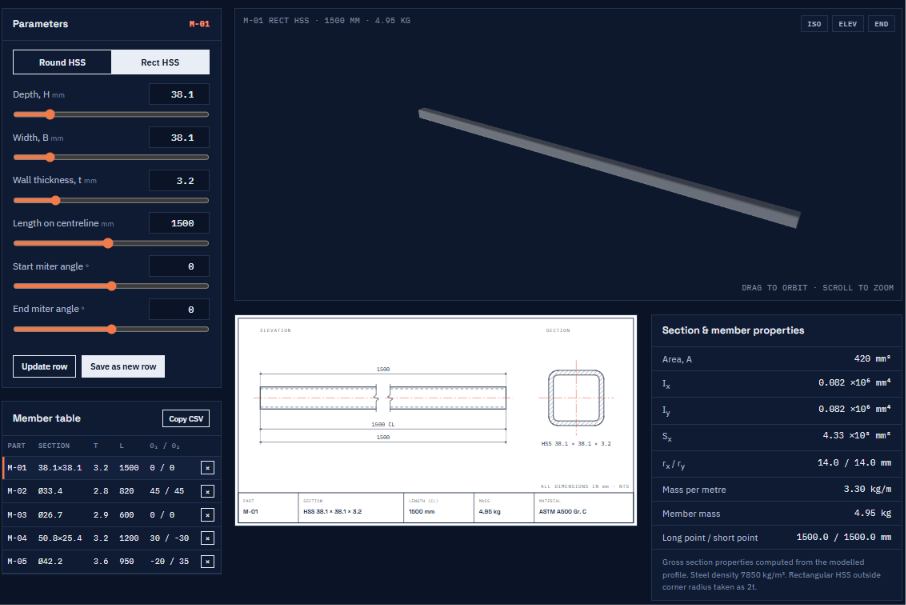 Parameters M-01
Round HSS Rect HSS
Depth, H mm 38.1
Width, B mm 38.1
Wall thickness, t mm 3.2
Length on centreline mm 1500
Start miter angle ° 0
End miter angle ° 0
Update row Save as new row
Member table Copy CSV
PART SECTION T L θ₁ / θ₂
M-01 38.1×38.1 3.2 1500 0 / 0 ×
M-02 Ø33.4 2.8 820 45 / 45 ×
M-03 Ø26.7 2.9 600 0 / 0 ×
M-04 50.8×25.4 3.2 1200 30 / -30 ×
M-05 Ø42.2 3.6 950 -20 / 35 ×
M-01 RECT HSS · 1500 MM · 4.95 KG
ISO ELEV END
DRAG TO ORBIT · SCROLL TO ZOOM
ELEVATION SECTION
1500
1500 CL
1500
HSS 38.1 × 38.1 × 3.2
ALL DIMENSIONS IN mm · NTS
PART SECTION LENGTH (CL) MASS MATERIAL
M-01 HSS 38.1 × 38.1 × 3.2 1500 mm 4.95 kg ASTM A500 Gr. C
Section & member properties
Area, A 420 mm²
Iₓ 0.082 ×10⁶ mm⁴
Iᵧ 0.082 ×10⁶ mm⁴
Sₓ 4.33 ×10³ mm³
rₓ / rᵧ 14.0 / 14.0 mm
Mass per metre 3.30 kg/m
Member mass 4.95 kg
Long point / short point 1500.0 / 1500.0 mm
Gross section properties computed from the modelled
profile. Steel density 7850 kg/m³. Rectangular HSS outside
corner radius taken as 2t.